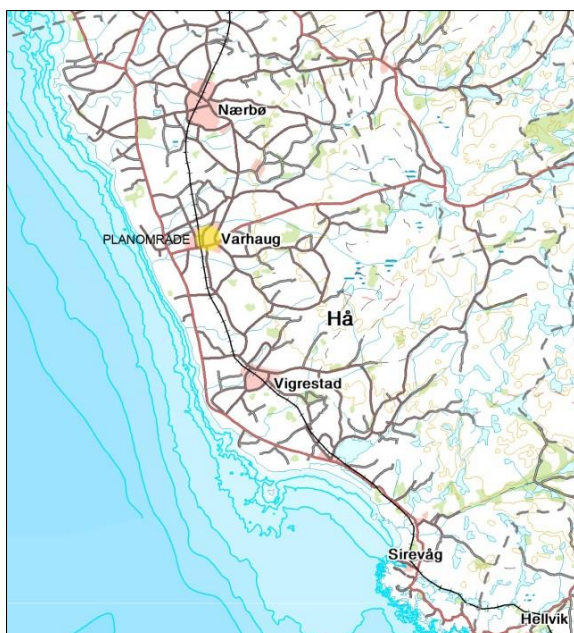 Nærbø
PLANOMRÅDE
Varhaug
Hå
Vigrestad
Sirevåg
Hellvik